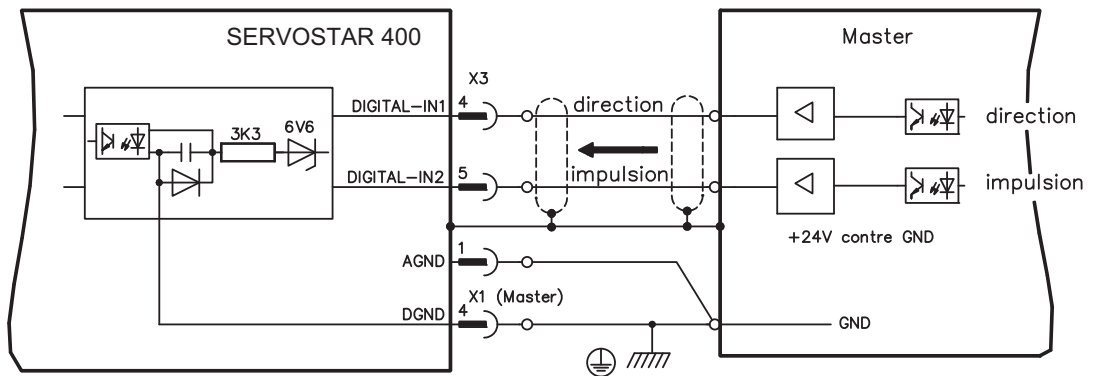 SERVOSTAR 400
Master
X3
DIGITAL-IN1
4
direction
direction
3K3
6V6
DIGITAL-IN2
5
impulsion
impulsion
+24V contre GND
AGND
1
X1 (Master)
DGND
4
GND